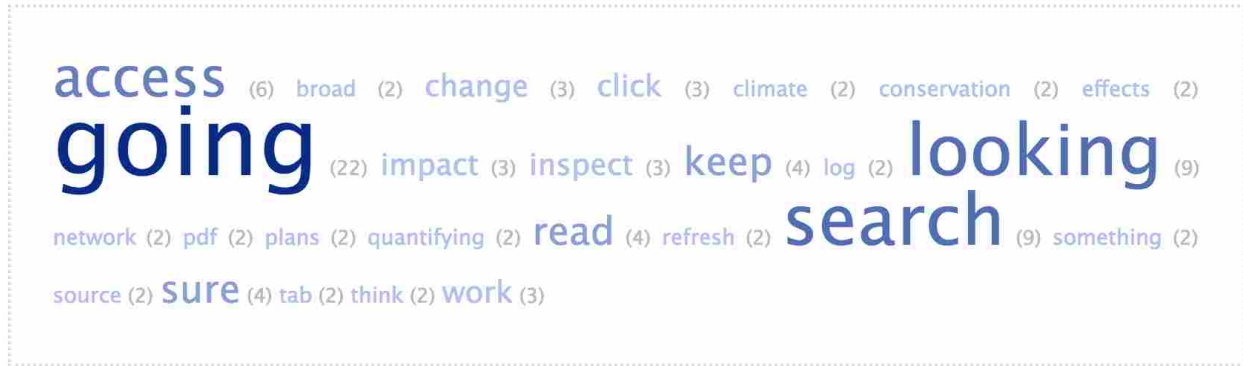 access (6) broad (2) change (3) click (3) climate (2) conservation (2) effects (2)
going (22) impact (3) inspect (3) keep (4) log (2) looking (9)
network (2) pdf (2) plans (2) quantifying (2) read (4) refresh (2) search (9) something (2)
source (2) sure (4) tab (2) think (2) work (3)